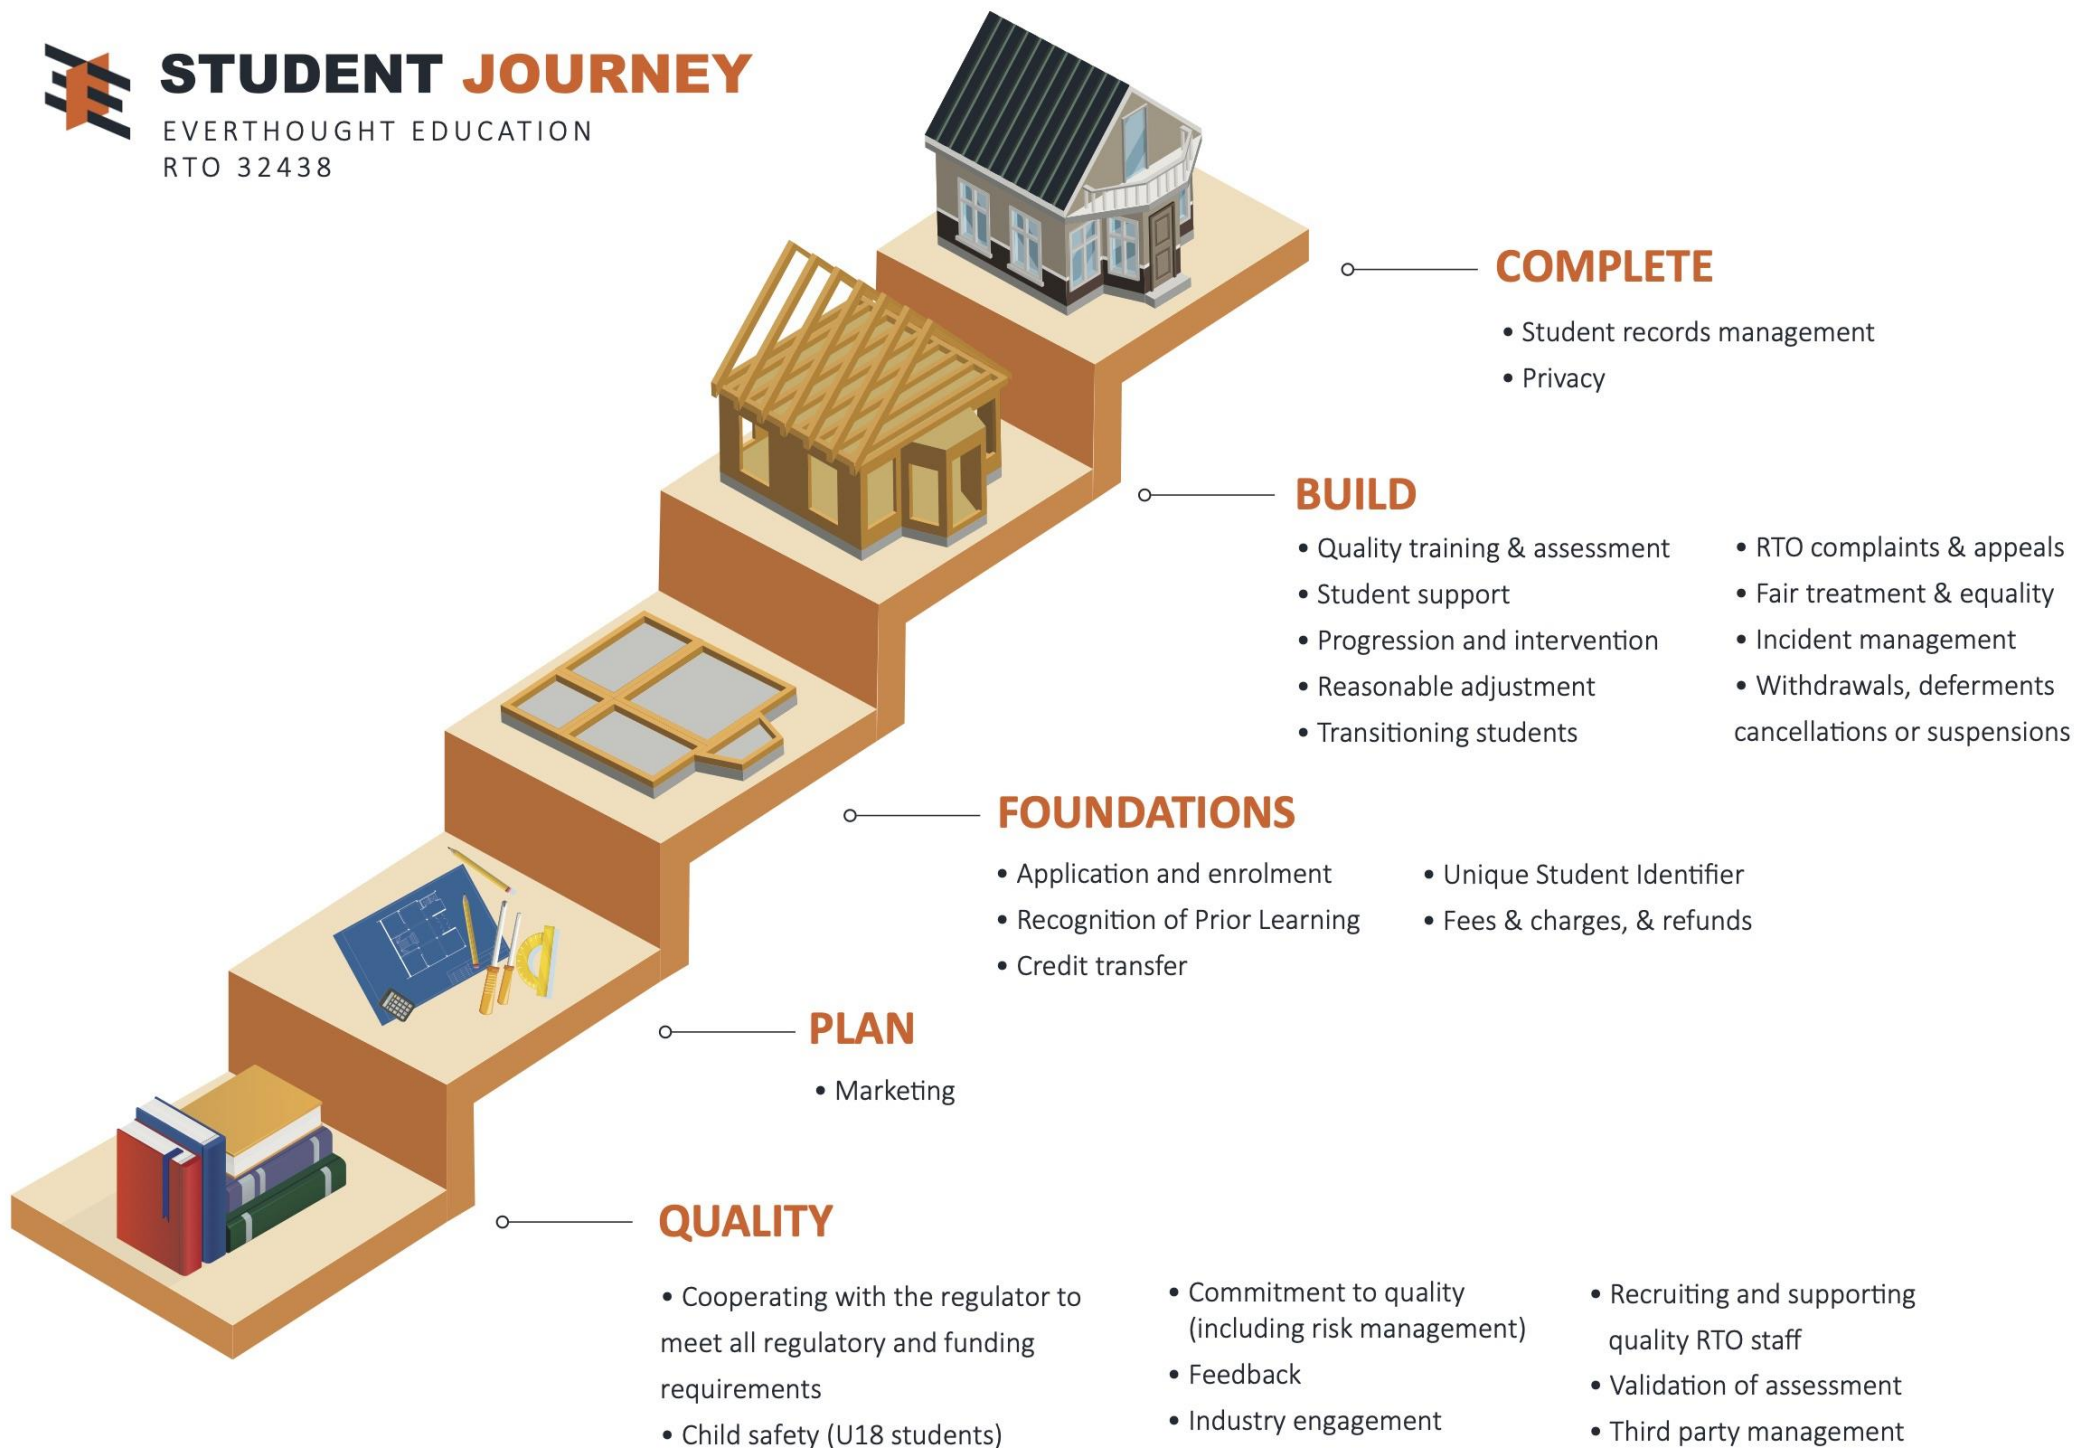 STUDENT JOURNEY
EVERTHOUGHT EDUCATION
RTO 32438
COMPLETE
• Student records management
• Privacy
BUILD
• Quality training & assessment
• Student support
• Progression and intervention
• Reasonable adjustment
• Transitioning students
• RTO complaints & appeals
• Fair treatment & equality
• Incident management
• Withdrawals, deferments
cancellations or suspensions
FOUNDATIONS
• Application and enrolment
• Recognition of Prior Learning
• Credit transfer
• Unique Student Identifier
• Fees & charges, & refunds
PLAN
• Marketing
QUALITY
• Cooperating with the regulator to
meet all regulatory and funding
requirements
• Child safety (U18 students)
• Commitment to quality
(including risk management)
• Feedback
• Industry engagement
• Recruiting and supporting
quality RTO staff
• Validation of assessment
• Third party management